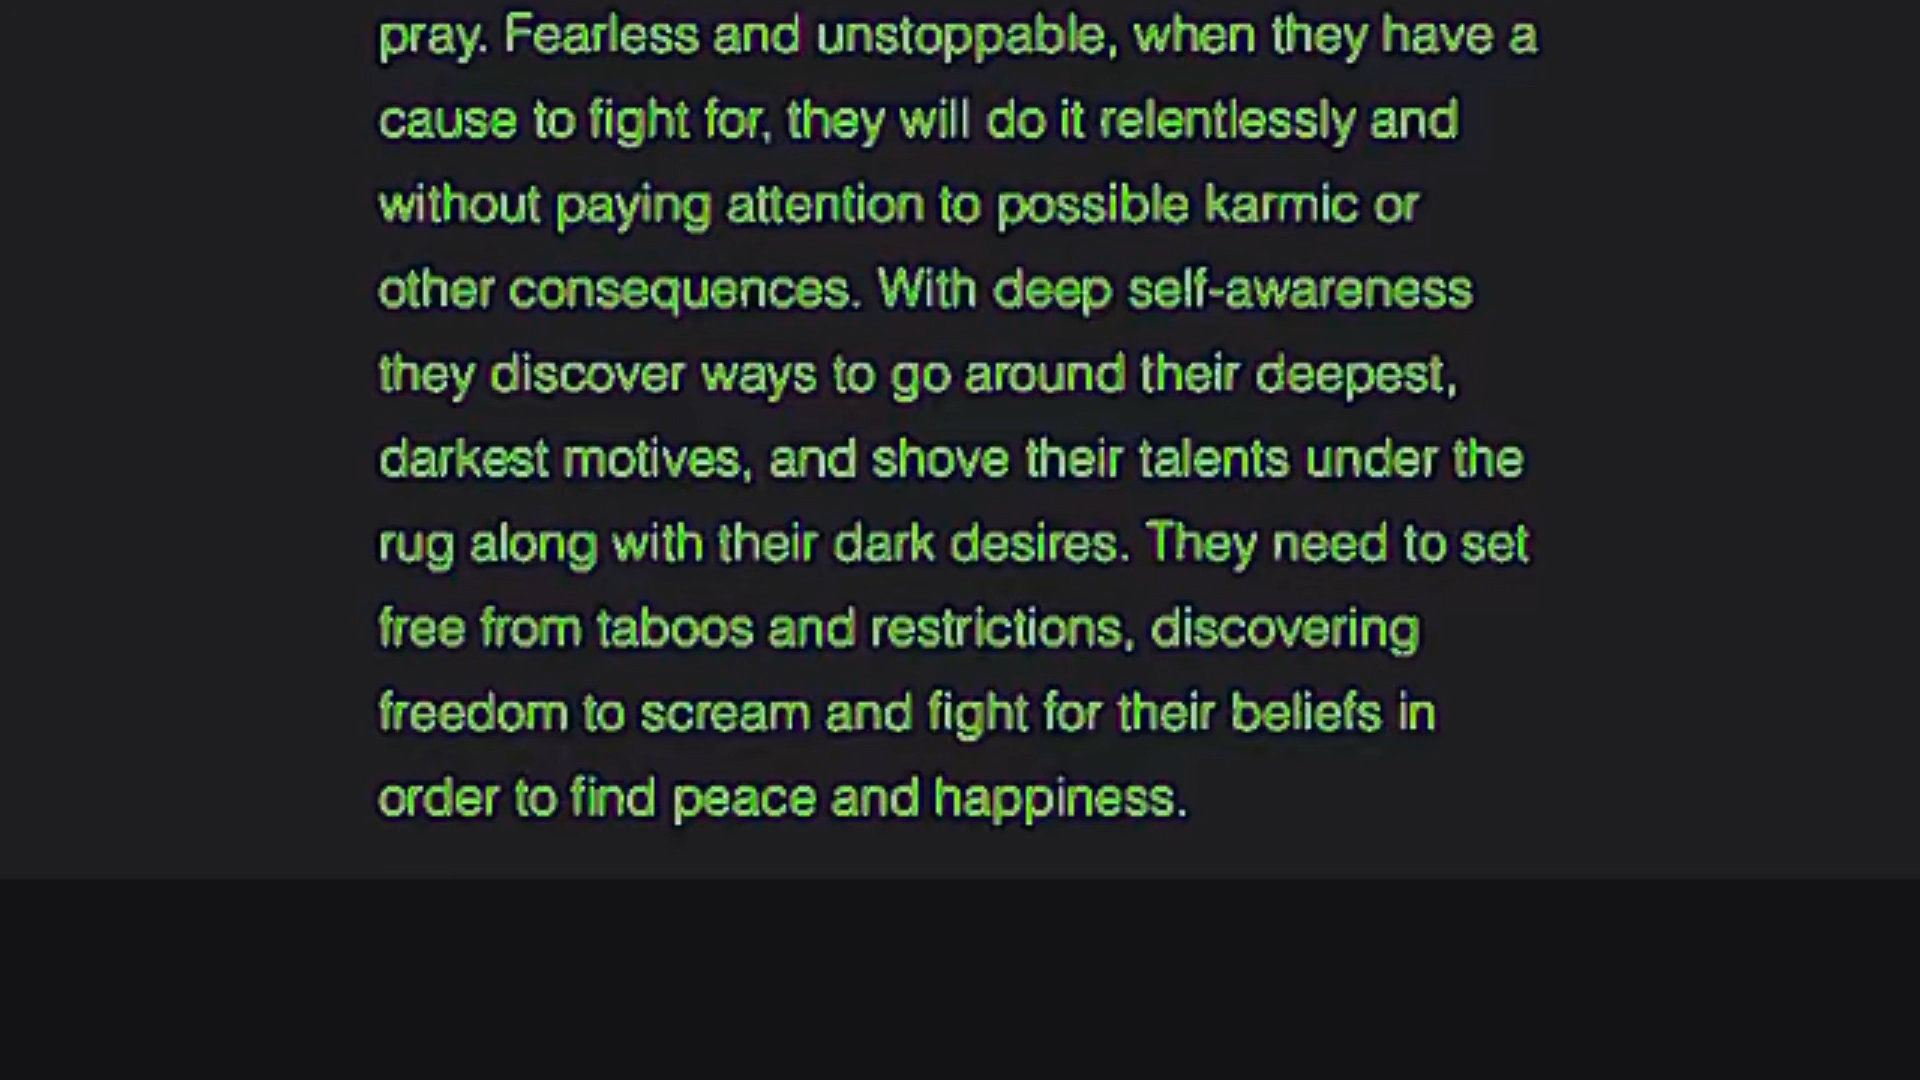 pray. Fearless and unstoppable, when they have a
cause to fight for, they will do it relentlessly and
without paying attention to possible karmic or
other consequences. With deep self-awareness
they discover ways to go around their deepest,
darkest motives, and shove their talents under the
rug along with their dark desires. They need to set
free from taboos and restrictions, discovering
freedom to scream and fight for their beliefs in
order to find peace and happiness.